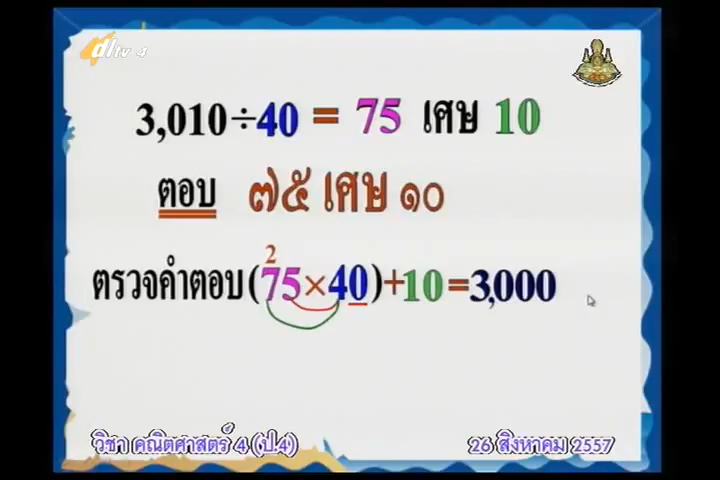 dltv 4
3,010÷40 = 75 เศษ 10
ตอบ ๗๕ เศษ ๑๐
2
ตรวจคำตอบ(75×40)+10=3,000
วิชา คณิตศาสตร์ 4 (ป.4) 26 สิงหาคม 2557